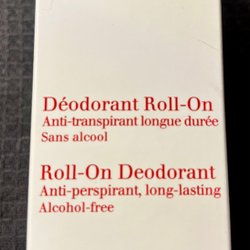 Déodorant Roll-On
Anti-transpirant longue durée
Sans alcool
Roll-On Deodorant
Anti-perspirant, long-lasting
Alcohol-free